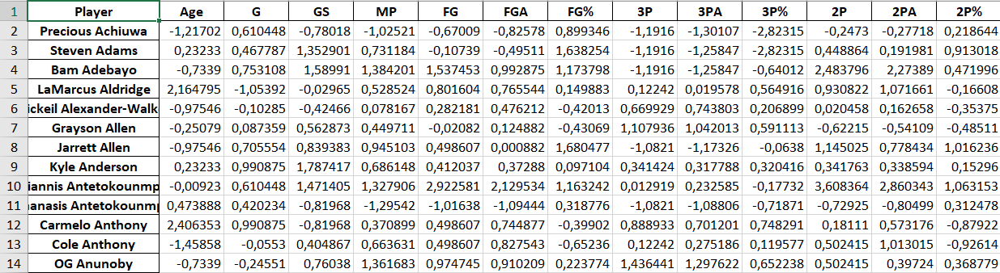 1 Player Age G GS MP FG FGA FG% 3P 3PA 3P% 2P 2PA 2P%
2 Precious Achiuwa -1,21702 0,610448 -0,78018 -1,02521 -0,67009 -0,82578 0,899346 -1,1916 -1,30107 -2,82315 -0,2473 -0,27718 0,218644
3 Steven Adams 0,23233 0,467787 1,352901 0,731184 -0,10739 -0,49511 1,638254 -1,1916 -1,25847 -2,82315 0,448864 0,191981 0,913018
4 Bam Adebayo -0,7339 0,753108 1,58991 1,384201 1,537453 0,992875 1,173798 -1,1916 -1,25847 -0,64012 2,483796 2,27389 0,471996
5 LaMarcus Aldridge 2,164795 -1,05392 -0,02965 0,528524 0,801604 0,765544 0,149883 0,12242 0,019578 0,564916 0,930822 1,071661 -0,16608
6 ickeil Alexander-Walk -0,97546 -0,10285 -0,42466 0,078167 0,282181 0,476212 -0,42013 0,669929 0,743803 0,206899 0,020458 0,162658 -0,35375
7 Grayson Allen -0,25079 0,087359 0,562873 0,449711 -0,02082 0,124882 -0,43069 1,107936 1,042013 0,591113 -0,62215 -0,54109 -0,48511
8 Jarrett Allen -0,97546 0,705554 0,839383 0,945103 0,498607 0,000882 1,680477 -1,0821 -1,17326 -0,0638 1,145025 0,778434 1,016236
9 Kyle Anderson 0,23233 0,990875 1,787417 0,686148 0,412037 0,37288 0,097104 0,341424 0,317788 0,320416 0,341763 0,338594 0,15296
10 iannis Antetokounmp -0,00923 0,610448 1,471405 1,327906 2,922581 2,129534 1,163242 0,012919 0,232585 -0,17732 3,608364 2,860343 1,063153
11 anasis Antetokounm 0,473888 0,420234 -0,81968 -1,29542 -1,01638 -1,09444 0,318776 -1,0821 -1,08806 -0,71871 -0,72925 -0,80499 0,312478
12 Carmelo Anthony 2,406353 0,990875 -0,81968 0,370899 0,498607 0,744877 -0,39902 0,888933 0,701201 0,748291 0,18111 0,573176 -0,87922
13 Cole Anthony -1,45858 -0,0553 0,404867 0,663631 0,498607 0,827543 -0,65236 0,12242 0,275186 0,119577 0,502415 1,013015 -0,92614
14 OG Anunoby -0,7339 -0,24551 0,76038 1,361683 0,974745 0,910209 0,223774 1,436441 1,297622 0,652238 0,502415 0,39724 0,368779